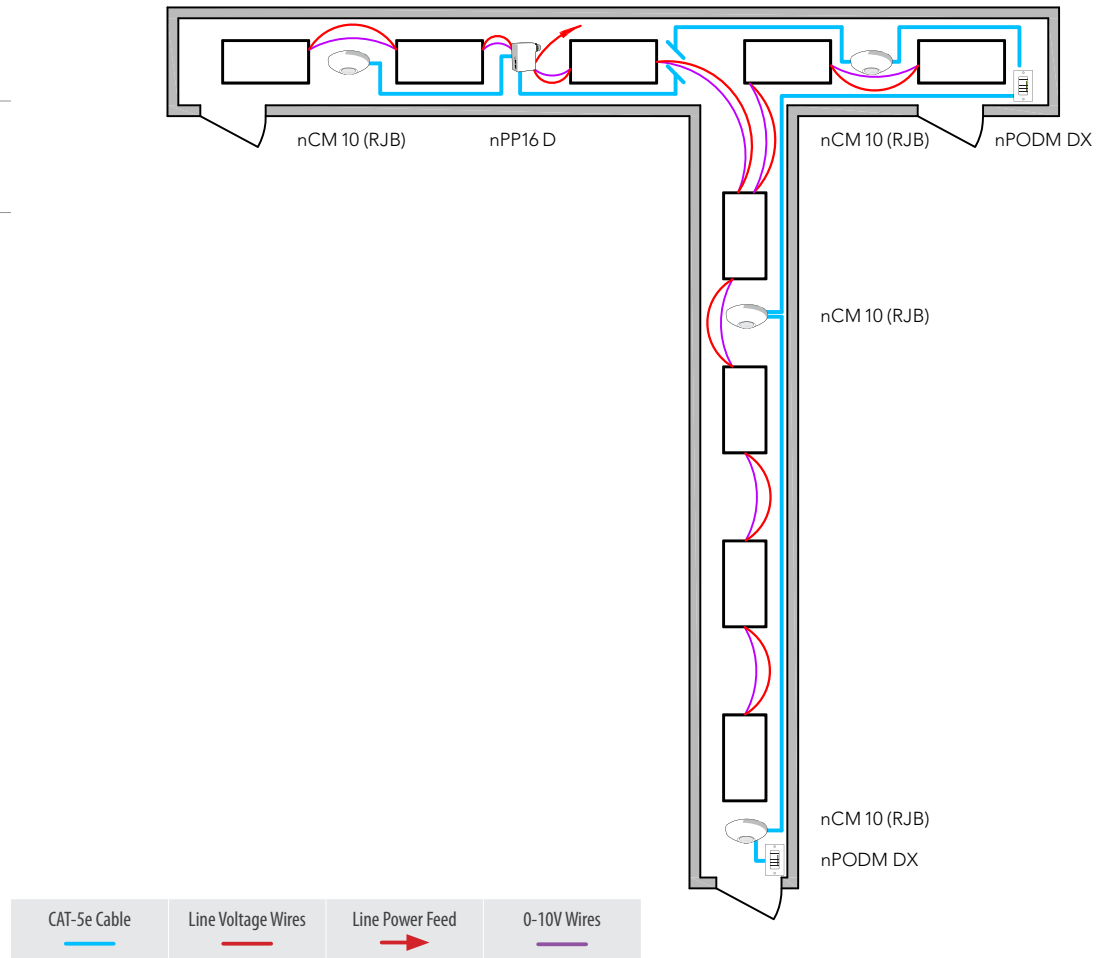 nCM 10 (RJB)
nPP16 D
nCM 10 (RJB)
nPODM DX
nCM 10 (RJB)
nCM 10 (RJB)
nPODM DX
CAT-5e Cable
Line Voltage Wires
Line Power Feed
0-10V Wires